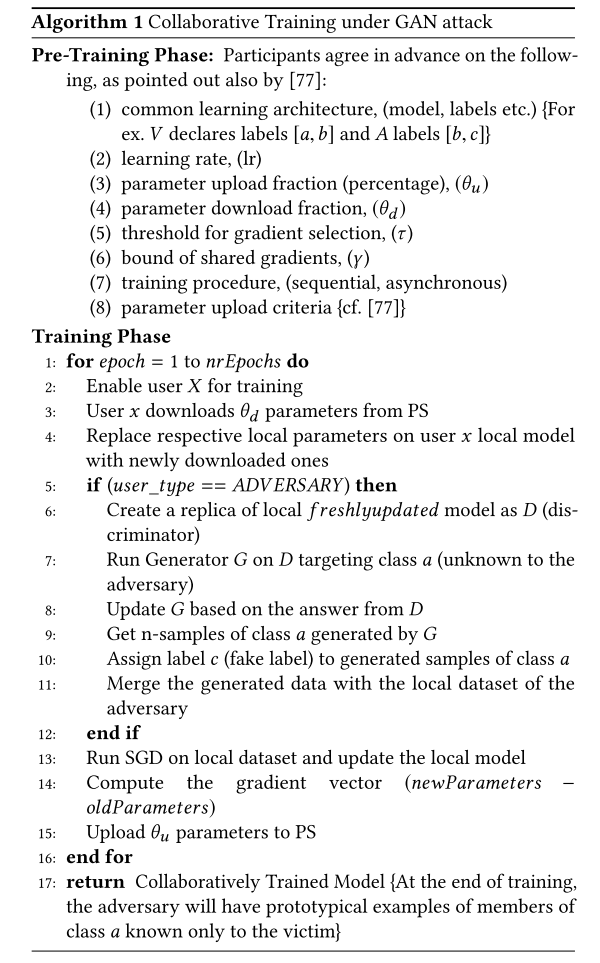 Algorithm 1 Collaborative Training under GAN attack
Pre-Training Phase: Participants agree in advance on the follow-
ing, as pointed out also by [77]:
(1) common learning architecture, (model, labels etc.) {For
ex. V declares labels [a, b] and A labels [b, c]}
(2) learning rate, (lr)
(3) parameter upload fraction (percentage), (θu)
(4) parameter download fraction, (θd)
(5) threshold for gradient selection, (τ)
(6) bound of shared gradients, (γ)
(7) training procedure, (sequential, asynchronous)
(8) parameter upload criteria {cf. [77]}
Training Phase
1: for epoch = 1 to nrEpochs do
2: Enable user X for training
3: User x downloads θd parameters from PS
4: Replace respective local parameters on user x local model
with newly downloaded ones
5: if (user_type == ADVERSARY) then
6: Create a replica of local freshlyupdated model as D (dis-
criminator)
7: Run Generator G on D targeting class a (unknown to the
adversary)
8: Update G based on the answer from D
9: Get n-samples of class a generated by G
10: Assign label c (fake label) to generated samples of class a
11: Merge the generated data with the local dataset of the
adversary
12: end if
13: Run SGD on local dataset and update the local model
14: Compute the gradient vector (newParameters −
oldParameters)
15: Upload θu parameters to PS
16: end for
17: return Collaboratively Trained Model {At the end of training,
the adversary will have prototypical examples of members of
class a known only to the victim}